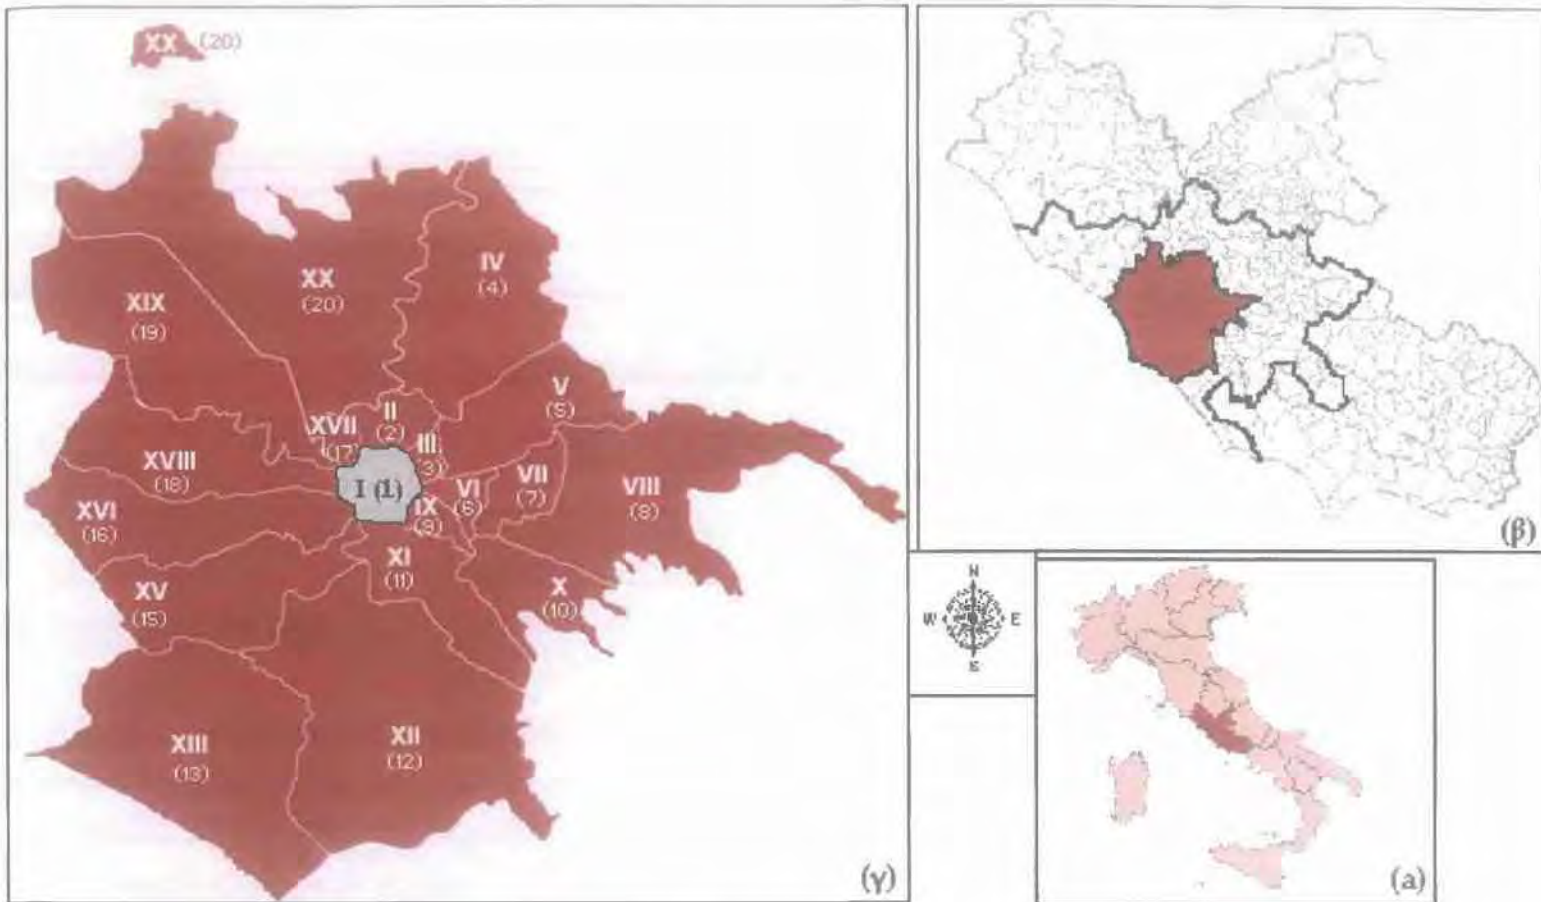 XX (20)
IV
(4)
XX
(20)
XIX
(19)
V
(5)
II
(2)
XVII
(17)
III
(3)
XVIII
(18)
I (1)
VI
(6)
VII
(7)
VIII
(8)
IX
(9)
XVI
(16)
XI
(11)
X
(10)
XV
(15)
XIII
(13)
XII
(12)
(γ)
(β)
N
W E
S
(α)